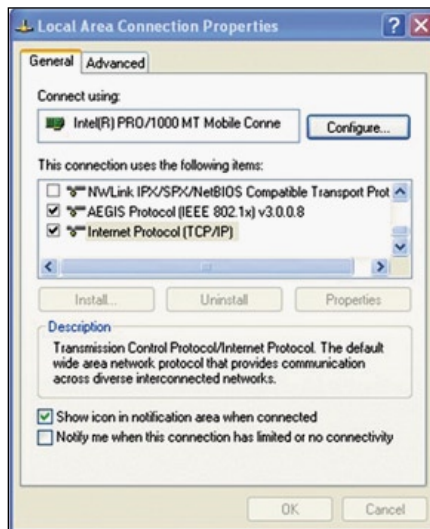 Local Area Connection Properties
General Advanced
Connect using:
Intel(R) PRO/1000 MT Mobile Conne Configure...
This connection uses the following items:
NWLink IPX/SPX/NetBIOS Compatible Transport Prot
AEGIS Protocol (IEEE 802.1x) v3.0.0.8
Internet Protocol (TCP/IP)
Install... Uninstall Properties
Description
Transmission Control Protocol/Internet Protocol. The default
wide area network protocol that provides communication
across diverse interconnected networks.
Show icon in notification area when connected
Notify me when this connection has limited or no connectivity
OK Cancel